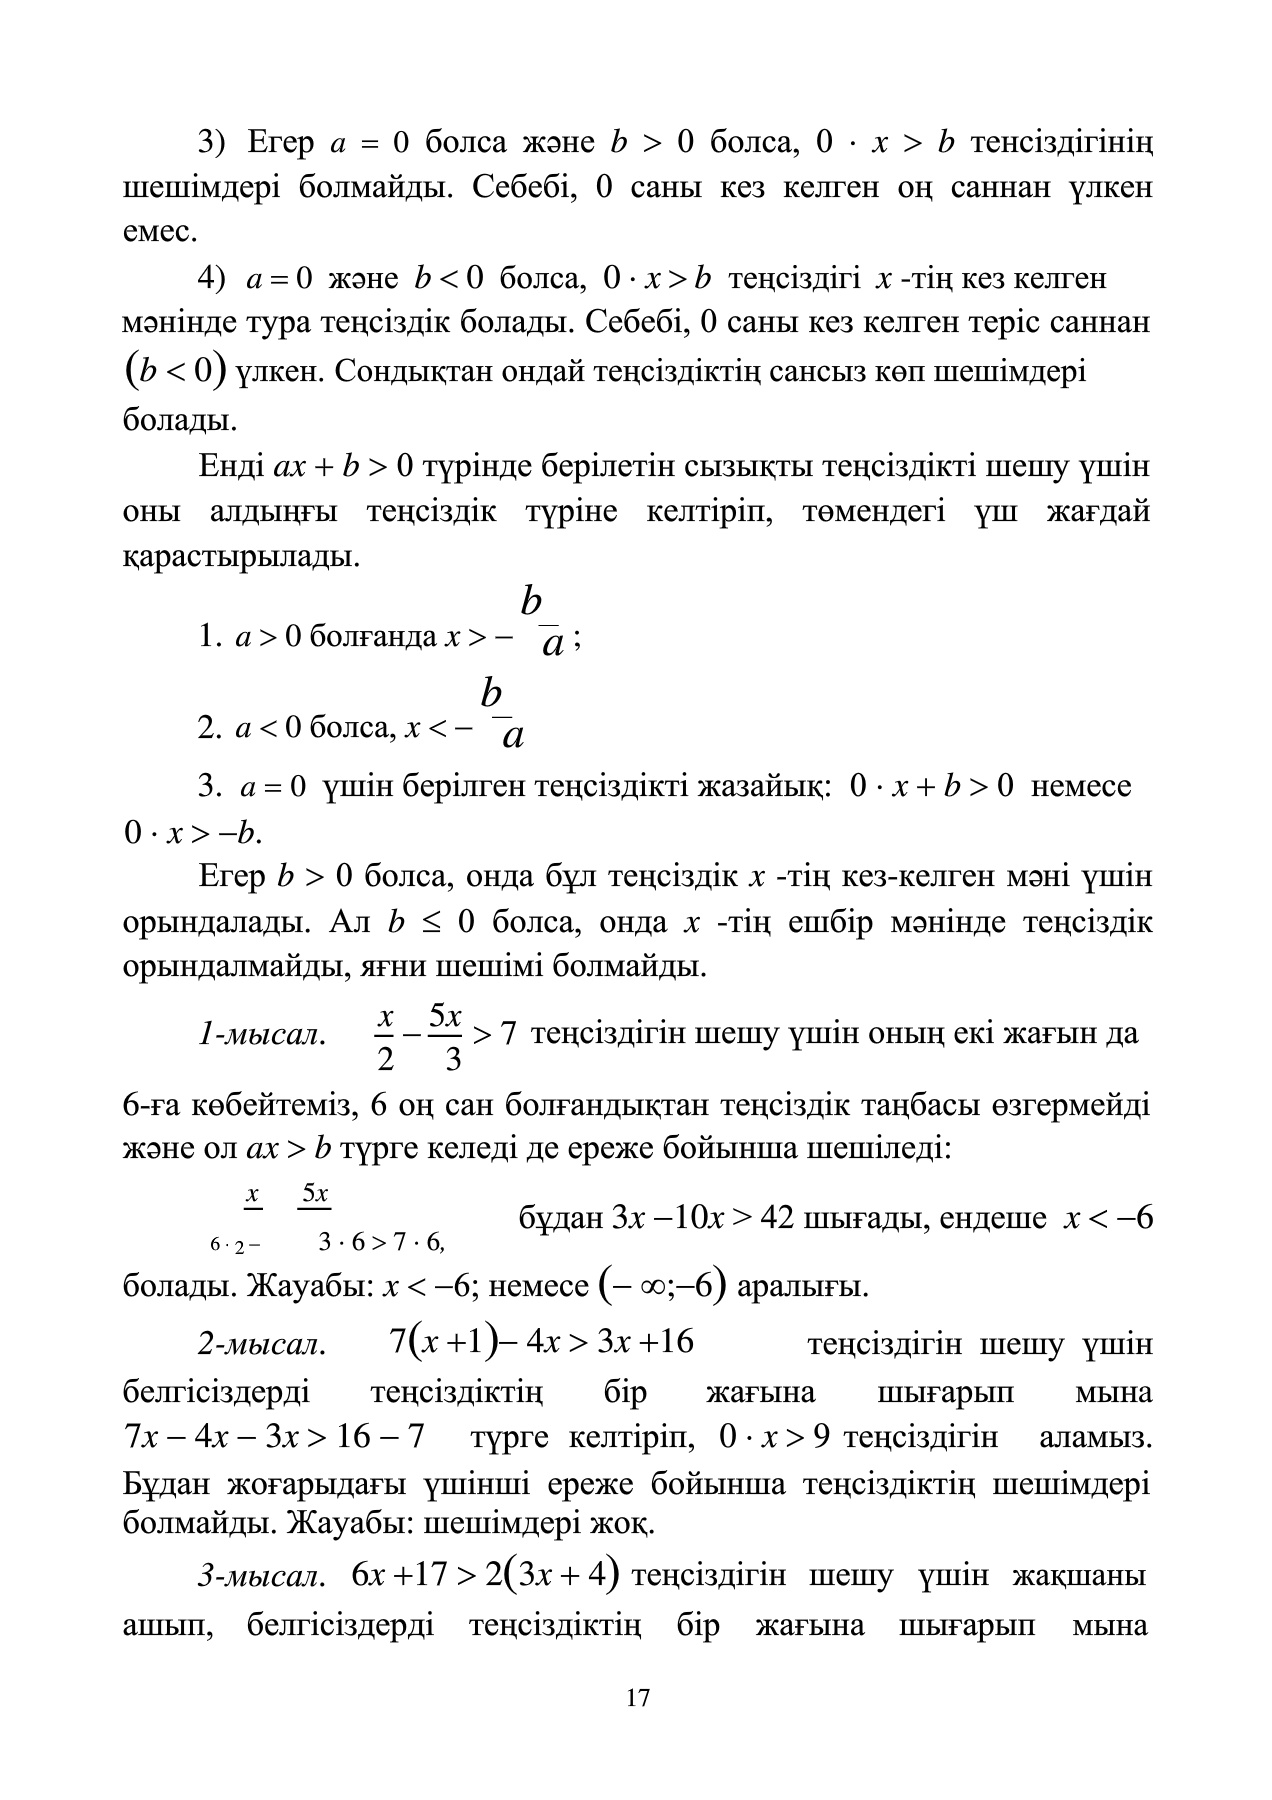 3) Егер a = 0 болса және b > 0 болса, 0 · x > b тенсіздігінің
шешімдері болмайды. Себебі, 0 саны кез келген оң саннан үлкен
емес.
4) a = 0 және b < 0 болса, 0 · x > b теңсіздігі x -тің кез келген
мәнінде тура теңсіздік болады. Себебі, 0 саны кез келген теріс саннан
(b < 0) үлкен. Сондықтан ондай теңсіздіктің сансыз көп шешімдері
болады.
Енді ax + b > 0 түрінде берілетін сызықты теңсіздікті шешу үшін
оны алдыңғы теңсіздік түріне келтіріп, төмендегі үш жағдай
қарастырылады.
1. a > 0 болғанда x > − b/a ;
2. a < 0 болса, x < − b/a
3. a = 0 үшін берілген теңсіздікті жазайық: 0 · x + b > 0 немесе
0 · x > −b.
Егер b > 0 болса, онда бұл теңсіздік x -тің кез-келген мәні үшін
орындалады. Ал b ≤ 0 болса, онда x -тің ешбір мәнінде теңсіздік
орындалмайды, яғни шешімі болмайды.
1-мысал. x/2 − 5x/3 > 7 теңсіздігін шешу үшін оның екі жағын да
6-ға көбейтеміз, 6 оң сан болғандықтан теңсіздік таңбасы өзгермейді
және ол ax > b түрге келеді де ереже бойынша шешіледі:
6 · x/2 − 5x/3 · 6 > 7 · 6, бұдан 3x −10x > 42 шығады, ендеше x < −6
болады. Жауабы: x < −6; немесе (− ∞;−6) аралығы.
2-мысал. 7(x +1)− 4x > 3x +16 теңсіздігін шешу үшін
белгісіздерді теңсіздіктің бір жағына шығарып мына
7x − 4x − 3x > 16 − 7 түрге келтіріп, 0 · x > 9 теңсіздігін аламыз.
Бұдан жоғарыдағы үшінші ереже бойынша теңсіздіктің шешімдері
болмайды. Жауабы: шешімдері жоқ.
3-мысал. 6x +17 > 2(3x + 4) теңсіздігін шешу үшін жақшаны
ашып, белгісіздерді теңсіздіктің бір жағына шығарып мына
17